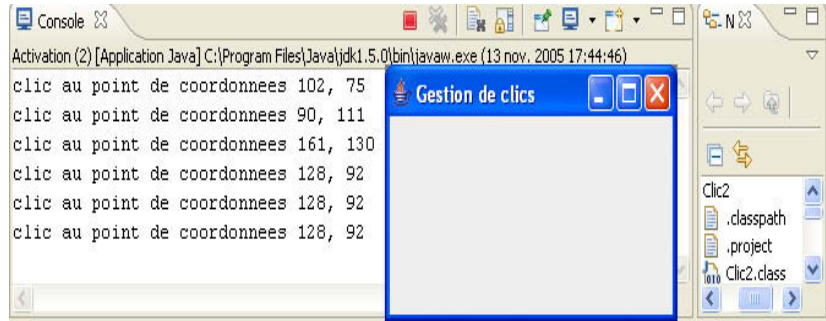 Console
Activation (2) [Application Java] C:\Program Files\Java\jdk1.5.0\bin\javaw.exe (13 nov. 2005 17:44:46)
clic au point de coordonnees 102, 75
clic au point de coordonnees 90, 111
clic au point de coordonnees 161, 130
clic au point de coordonnees 128, 92
clic au point de coordonnees 128, 92
clic au point de coordonnees 128, 92
Gestion de clics
N
Clic2
.classpath
.project
Clic2.class